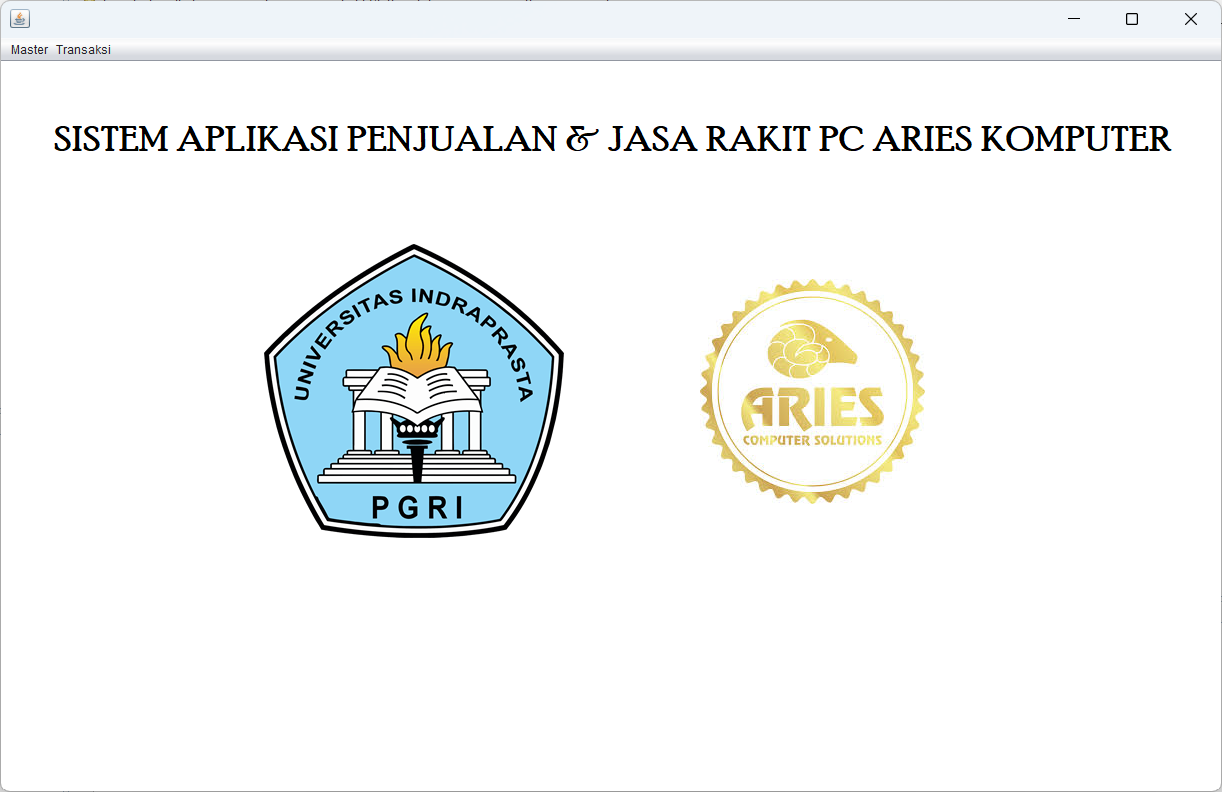 Master Transaksi
SISTEM APLIKASI PENJUALAN & JASA RAKIT PC ARIES KOMPUTER
UNIVERSITAS INDRAPRASTA
PGRI
ARIES
COMPUTER SOLUTIONS